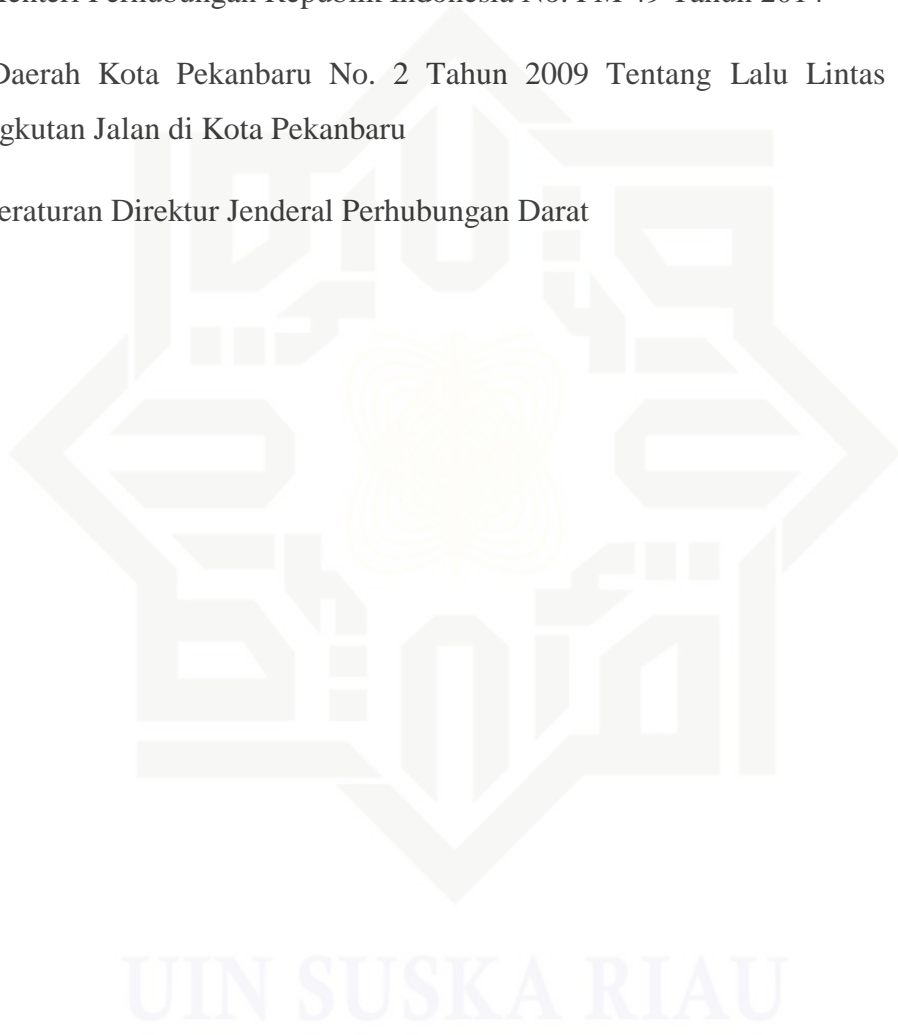 enteri Perhubungan Republik Indonesia No. PM 49 Tahun 2014
Daerah Kota Pekanbaru No. 2 Tahun 2009 Tentang Lalu Lintas
gkutan Jalan di Kota Pekanbaru
eraturan Direktur Jenderal Perhubungan Darat
UIN SUSKA RIAU